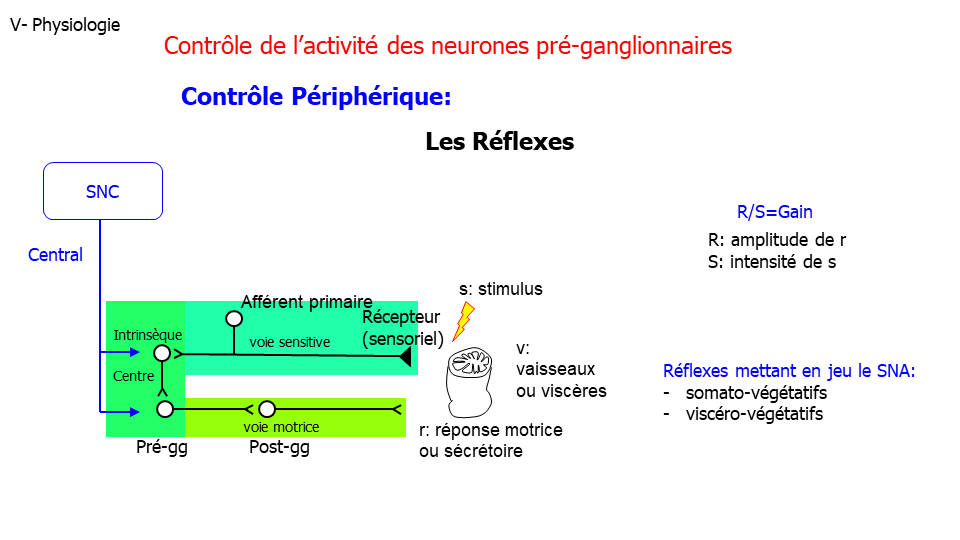 V- Physiologie
Contrôle de l’activité des neurones pré-ganglionnaires
Contrôle Périphérique:
Les Réflexes
SNC
Central
R/S=Gain
R: amplitude de r
S: intensité de s
s: stimulus
Afférent primaire
Récepteur
(sensoriel)
Intrinsèque
voie sensitive
Centre
v:
vaisseaux
ou viscères
Réflexes mettant en jeu le SNA:
- somato-végétatifs
- viscéro-végétatifs
voie motrice
r: réponse motrice
ou sécrétoire
Pré-gg
Post-gg